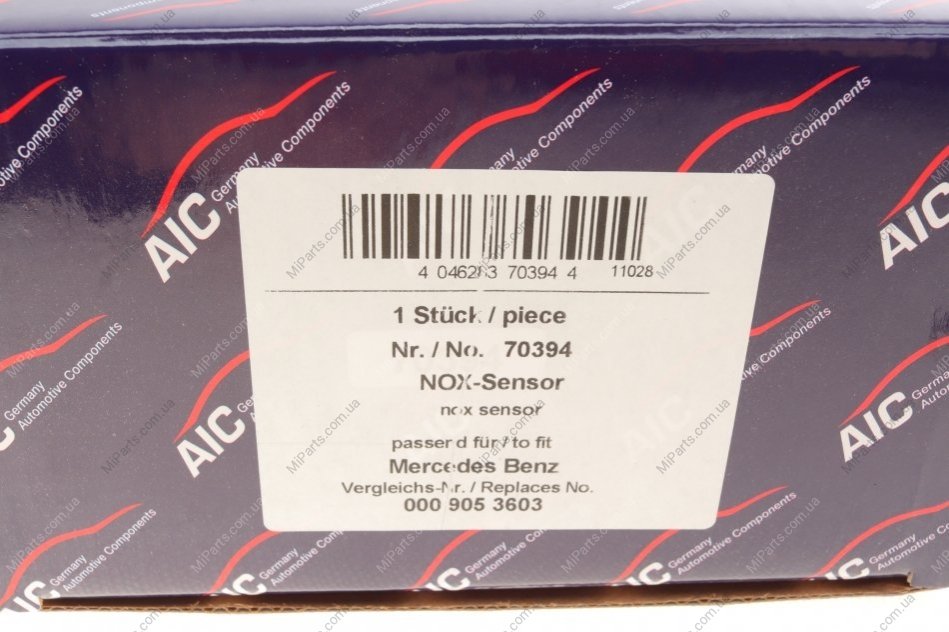 4 046283 70394 4 11028
1 Stück / piece
Nr. / No. 70394
NOX-Sensor
nox sensor
passend für / to fit
Mercedes Benz
Vergleichs-Nr. / Replaces No.
000 905 3603
AIC Germany
Automotive Components
MiParts.com.ua